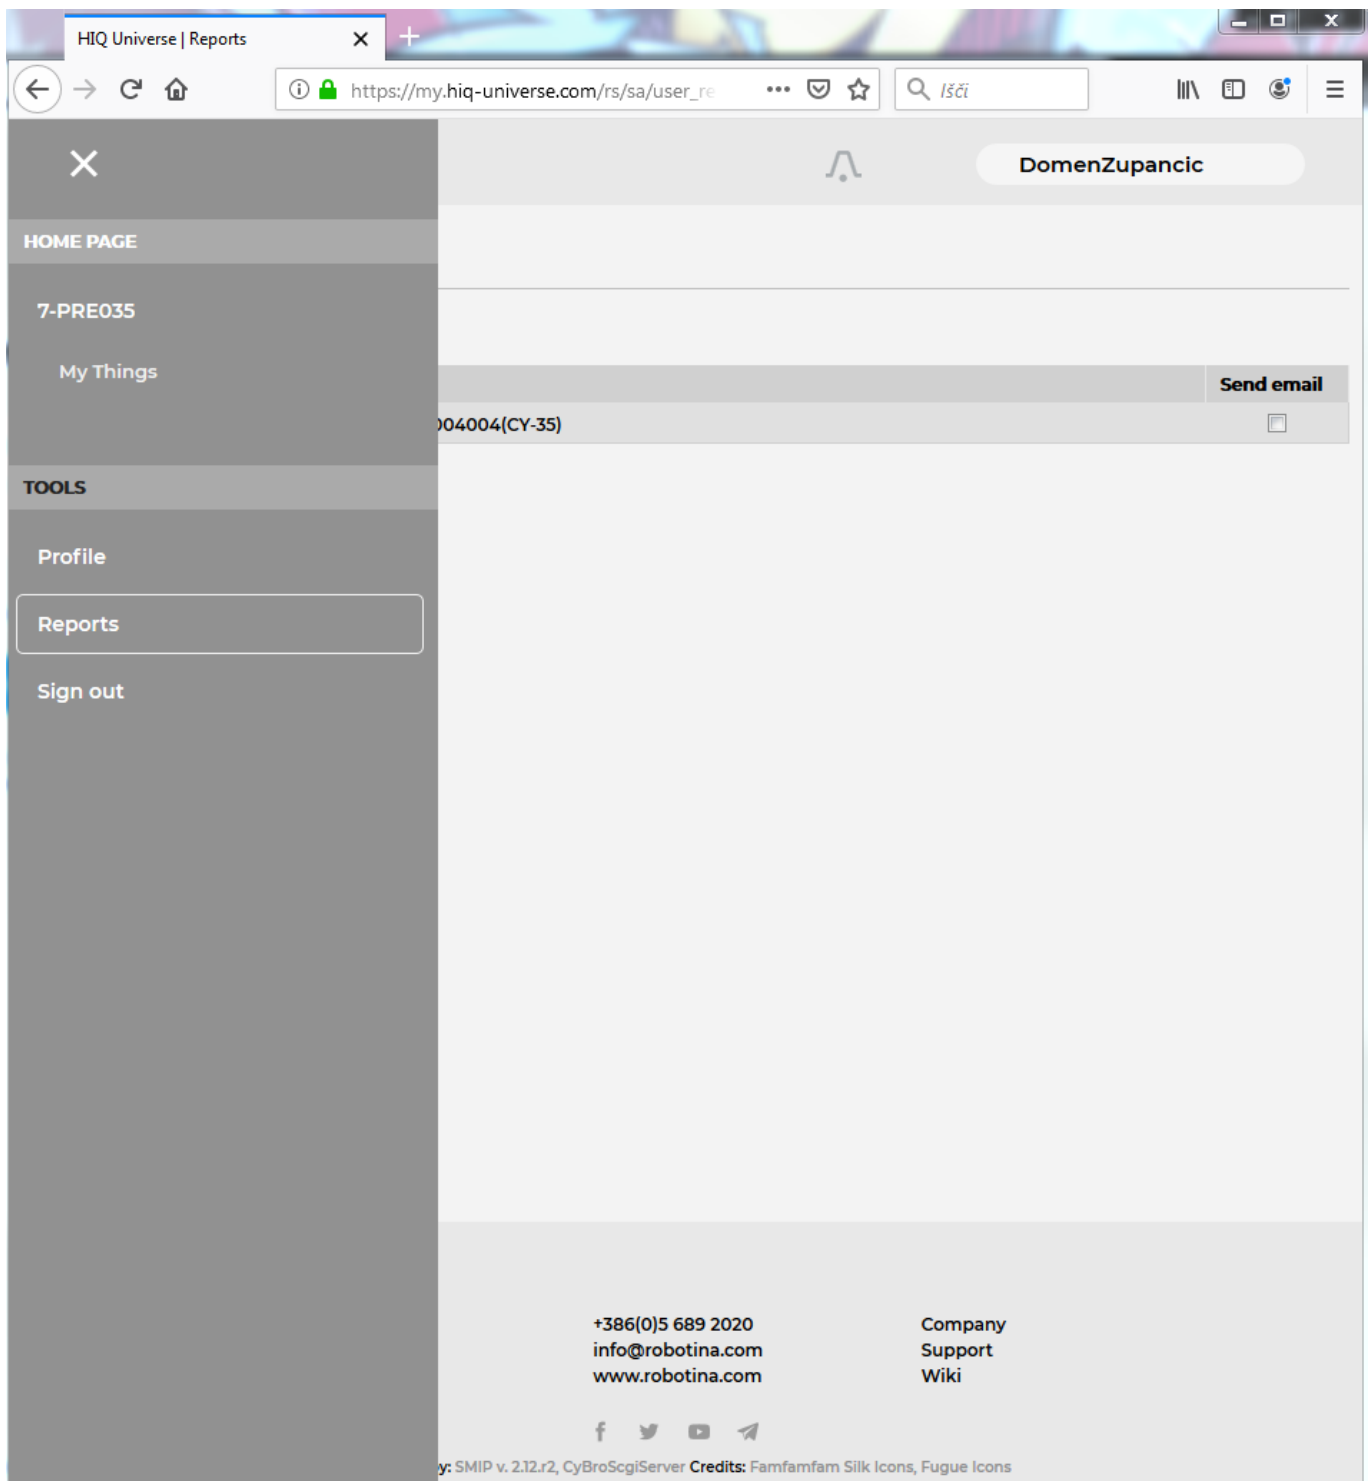 HIQ Universe | Reports
https://my.hiq-universe.com/rs/sa/user_re
Išči
DomenZupancic
HOME PAGE
7-PRE035
My Things
Send email
004004(CY-35)
TOOLS
Profile
Reports
Sign out
+386(0)5 689 2020
info@robotina.com
www.robotina.com
Company
Support
Wiki
y: SMIP v. 2.12.r2, CyBroScgiServer Credits: Famfamfam Silk Icons, Fugue Icons